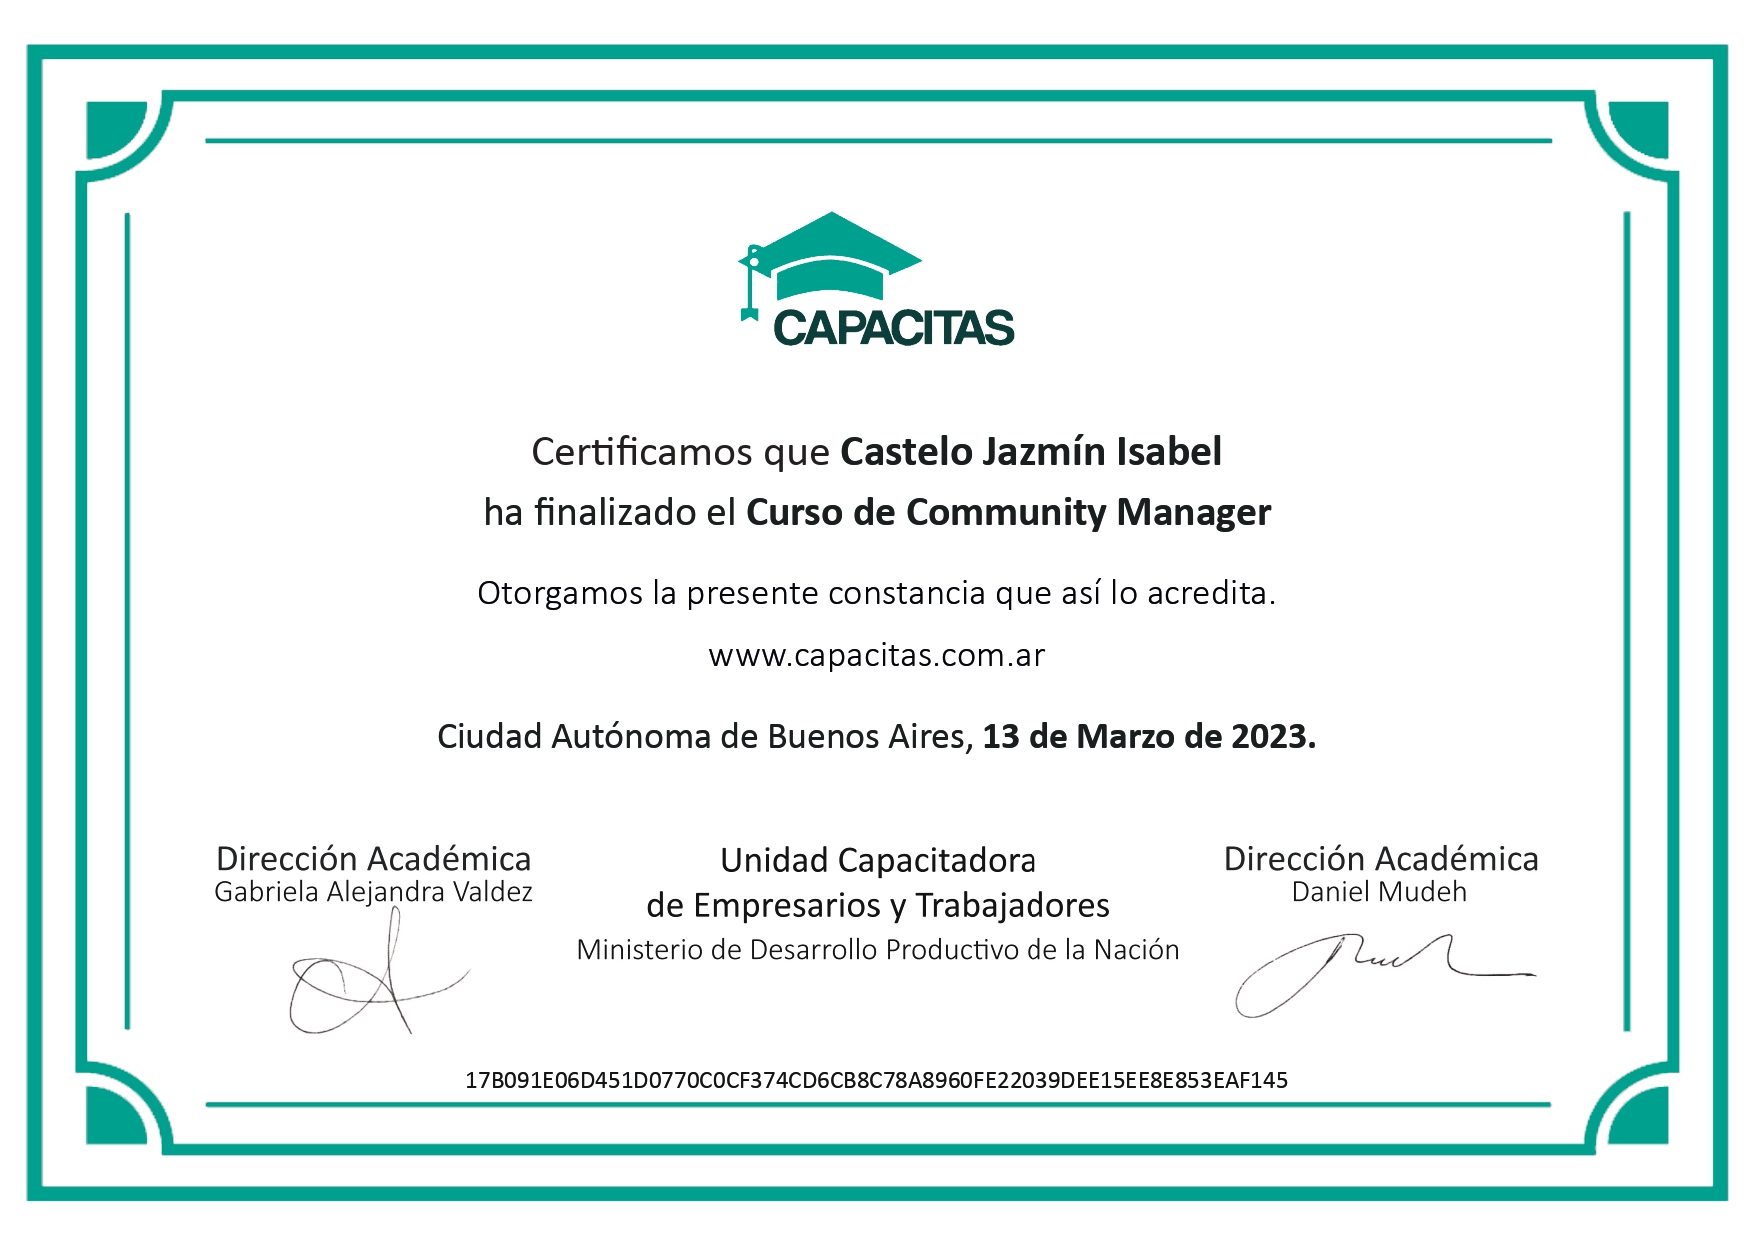 CAPACITAS
Certificamos que Castelo Jazmín Isabel
ha finalizado el Curso de Community Manager
Otorgamos la presente constancia que así lo acredita.
www.capacitas.com.ar
Ciudad Autónoma de Buenos Aires, 13 de Marzo de 2023.
Dirección Académica
Gabriela Alejandra Valdez
Unidad Capacitadora
de Empresarios y Trabajadores
Ministerio de Desarrollo Productivo de la Nación
Dirección Académica
Daniel Mudeh
17B091E06D451D0770C0CF374CD6CB8C78A8960FE22039DEE15EE8E853EAF145